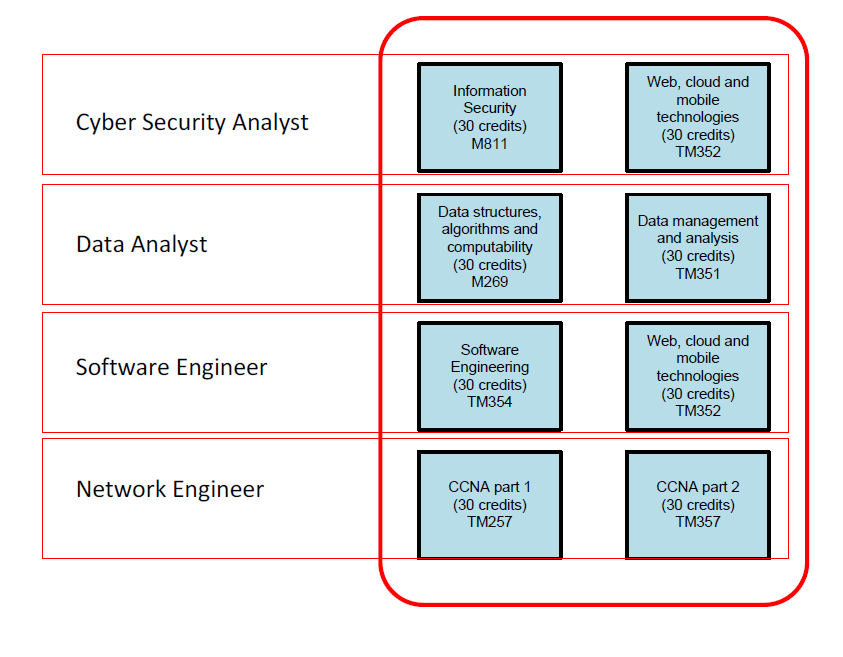 Cyber Security Analyst
Information
Security
(30 credits)
M811
Web, cloud and
mobile
technologies
(30 credits)
TM352
Data Analyst
Data structures,
algorithms and
computability
(30 credits)
M269
Data management
and analysis
(30 credits)
TM351
Software Engineer
Software
Engineering
(30 credits)
TM354
Web, cloud and
mobile
technologies
(30 credits)
TM352
Network Engineer
CCNA part 1
(30 credits)
TM257
CCNA part 2
(30 credits)
TM357